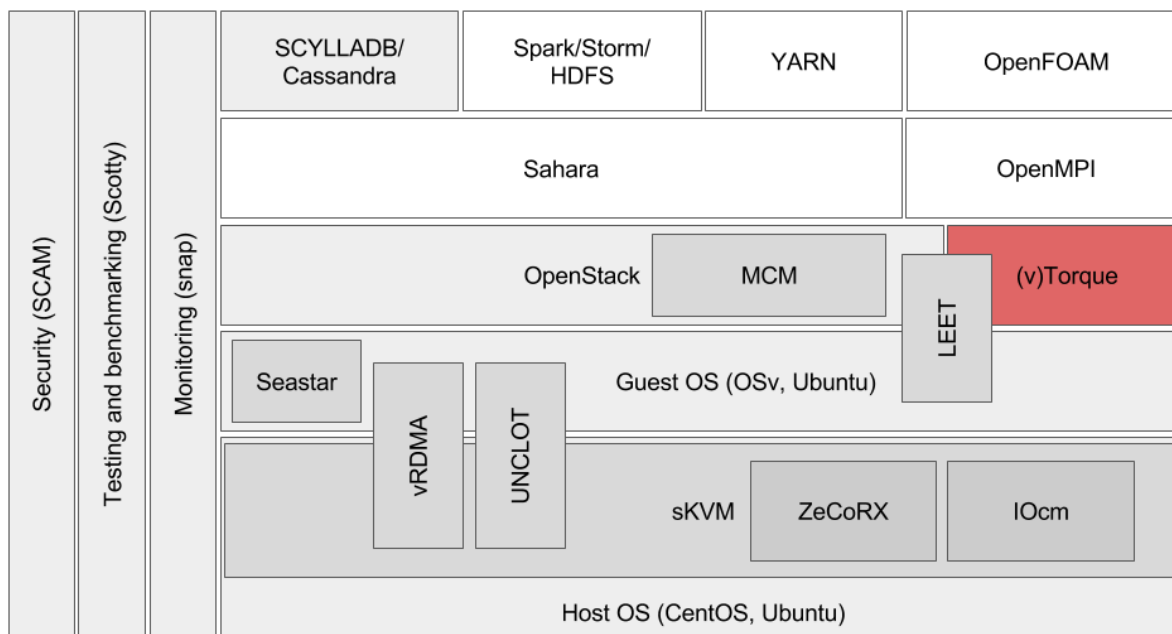 Security (SCAM)
Testing and benchmarking (Scotty)
Monitoring (snap)
SCYLLADB/
Cassandra
Spark/Storm/
HDFS
YARN
OpenFOAM
Sahara
OpenMPI
OpenStack
MCM
LEET
(v)Torque
Seastar
vRDMA
UNCLOT
Guest OS (OSv, Ubuntu)
sKVM
ZeCoRX
IOcm
Host OS (CentOS, Ubuntu)